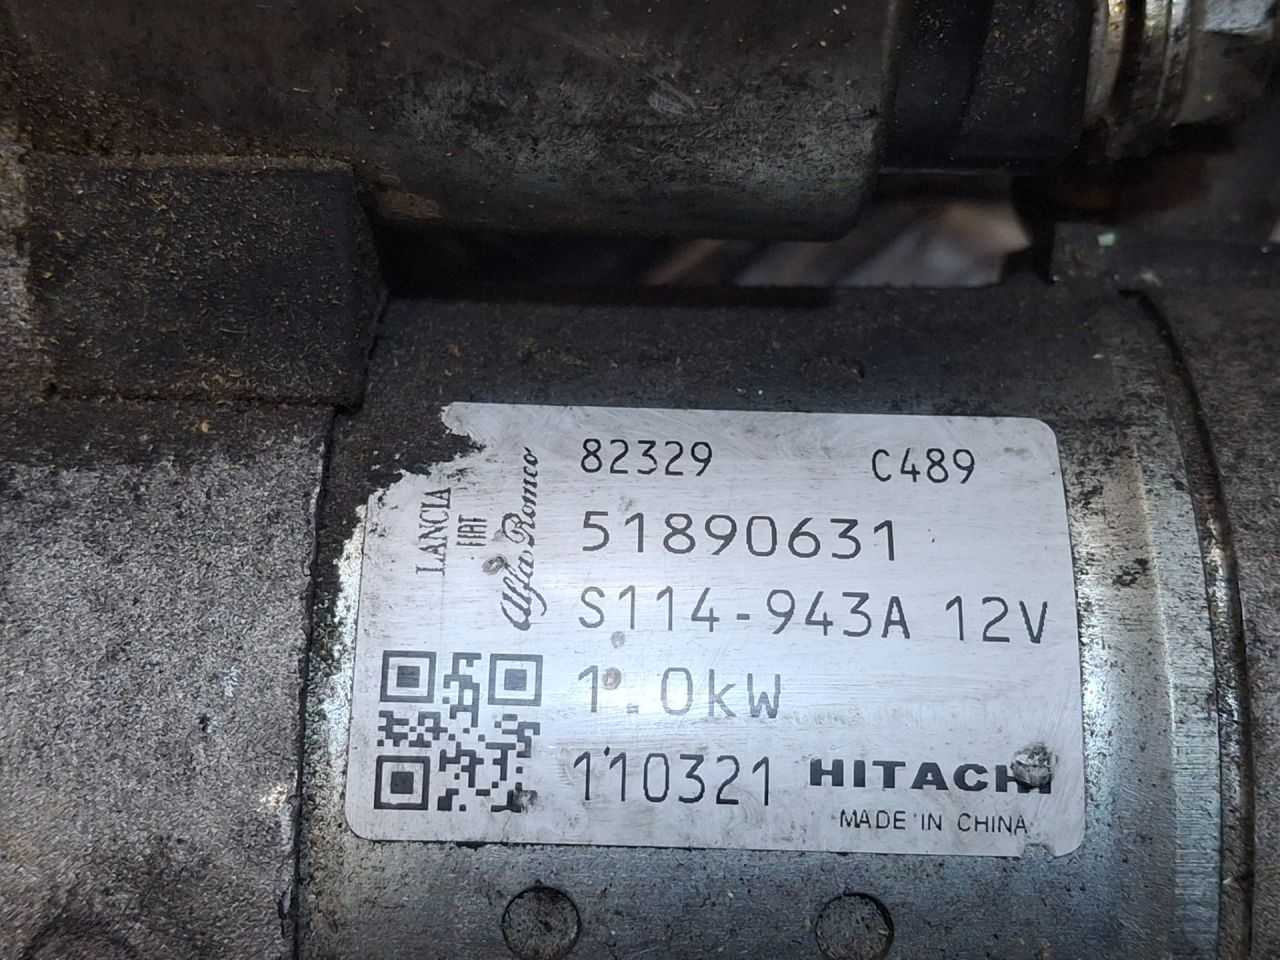 82329 C489
LANCIA
FIAT
Alfa Romeo
51890631
S114-943A 12V
1.0kW
110321 HITACHI
MADE IN CHINA